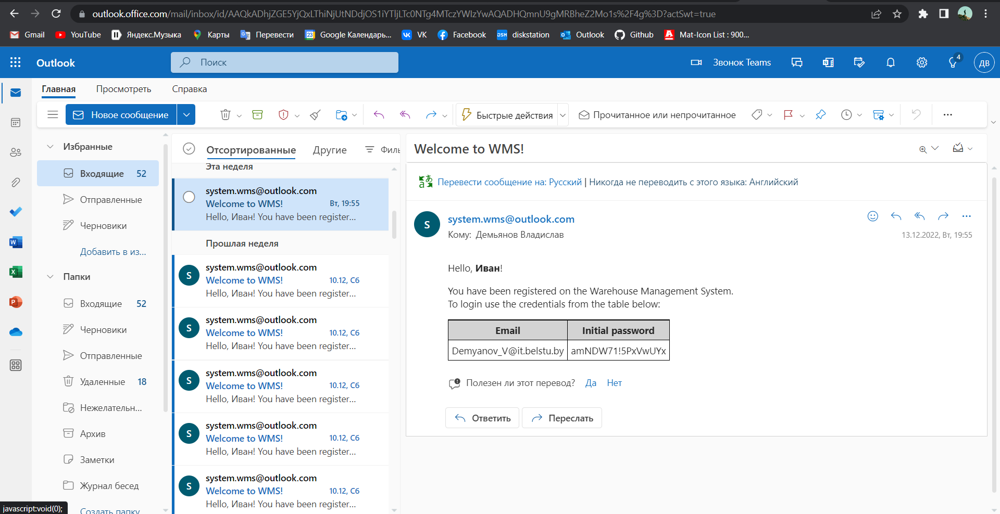 outlook.office.com/mail/inbox/id/AAQkADhjZGE5YjQxLThiNjUtNDdjOS1iYTljLTc0NTg4MTczYWIzYwAQADHQmnU9gMRBheZ2Mo1s%2F4g%3D?actSwt=true
Gmail YouTube Яндекс.Музыка Карты Перевести 23 Google Календарь... VK Facebook DSM diskstation Outlook Github Mat-Icon List : 900...
Outlook Поиск Звонок Teams 4 ДВ
Главная Просмотреть Справка
Новое сообщение Быстрые действия Прочитанное или непрочитанное
Избранные
Входящие 52
Отправленные
Черновики
Добавить в из...
Папки
Входящие 52
Черновики
Отправленные
Удаленные 18
Нежелательн...
Архив
Заметки
Журнал бесед
Создать папку
javascript:void(0);
Отсортированные Другие Филь
Эта неделя
system.wms@outlook.com
Welcome to WMS! Вт, 19:55
Hello, Иван! You have been register...
Прошлая неделя
S system.wms@outlook.com
Welcome to WMS! 10.12, Сб
Hello, Иван! You have been register...
S system.wms@outlook.com
Welcome to WMS! 10.12, Сб
Hello, Иван! You have been register...
S system.wms@outlook.com
Welcome to WMS! 10.12, Сб
Hello, Иван! You have been register...
S system.wms@outlook.com
Welcome to WMS! 10.12, Сб
Hello, Иван! You have been register...
S system.wms@outlook.com
Welcome to WMS! 10.12, Сб
Hello, Иван! You have been register...
Welcome to WMS!
Перевести сообщение на: Русский | Никогда не переводить с этого языка: Английский
S system.wms@outlook.com
Кому: Демьянов Владислав
13.12.2022, Вт, 19:55
Hello, Иван!
You have been registered on the Warehouse Management System.
To login use the credentials from the table below:
Email Initial password
Demyanov_V@it.belstu.by amNDW71!5PxVwUYx
Полезен ли этот перевод? Да Нет
Ответить Переслать